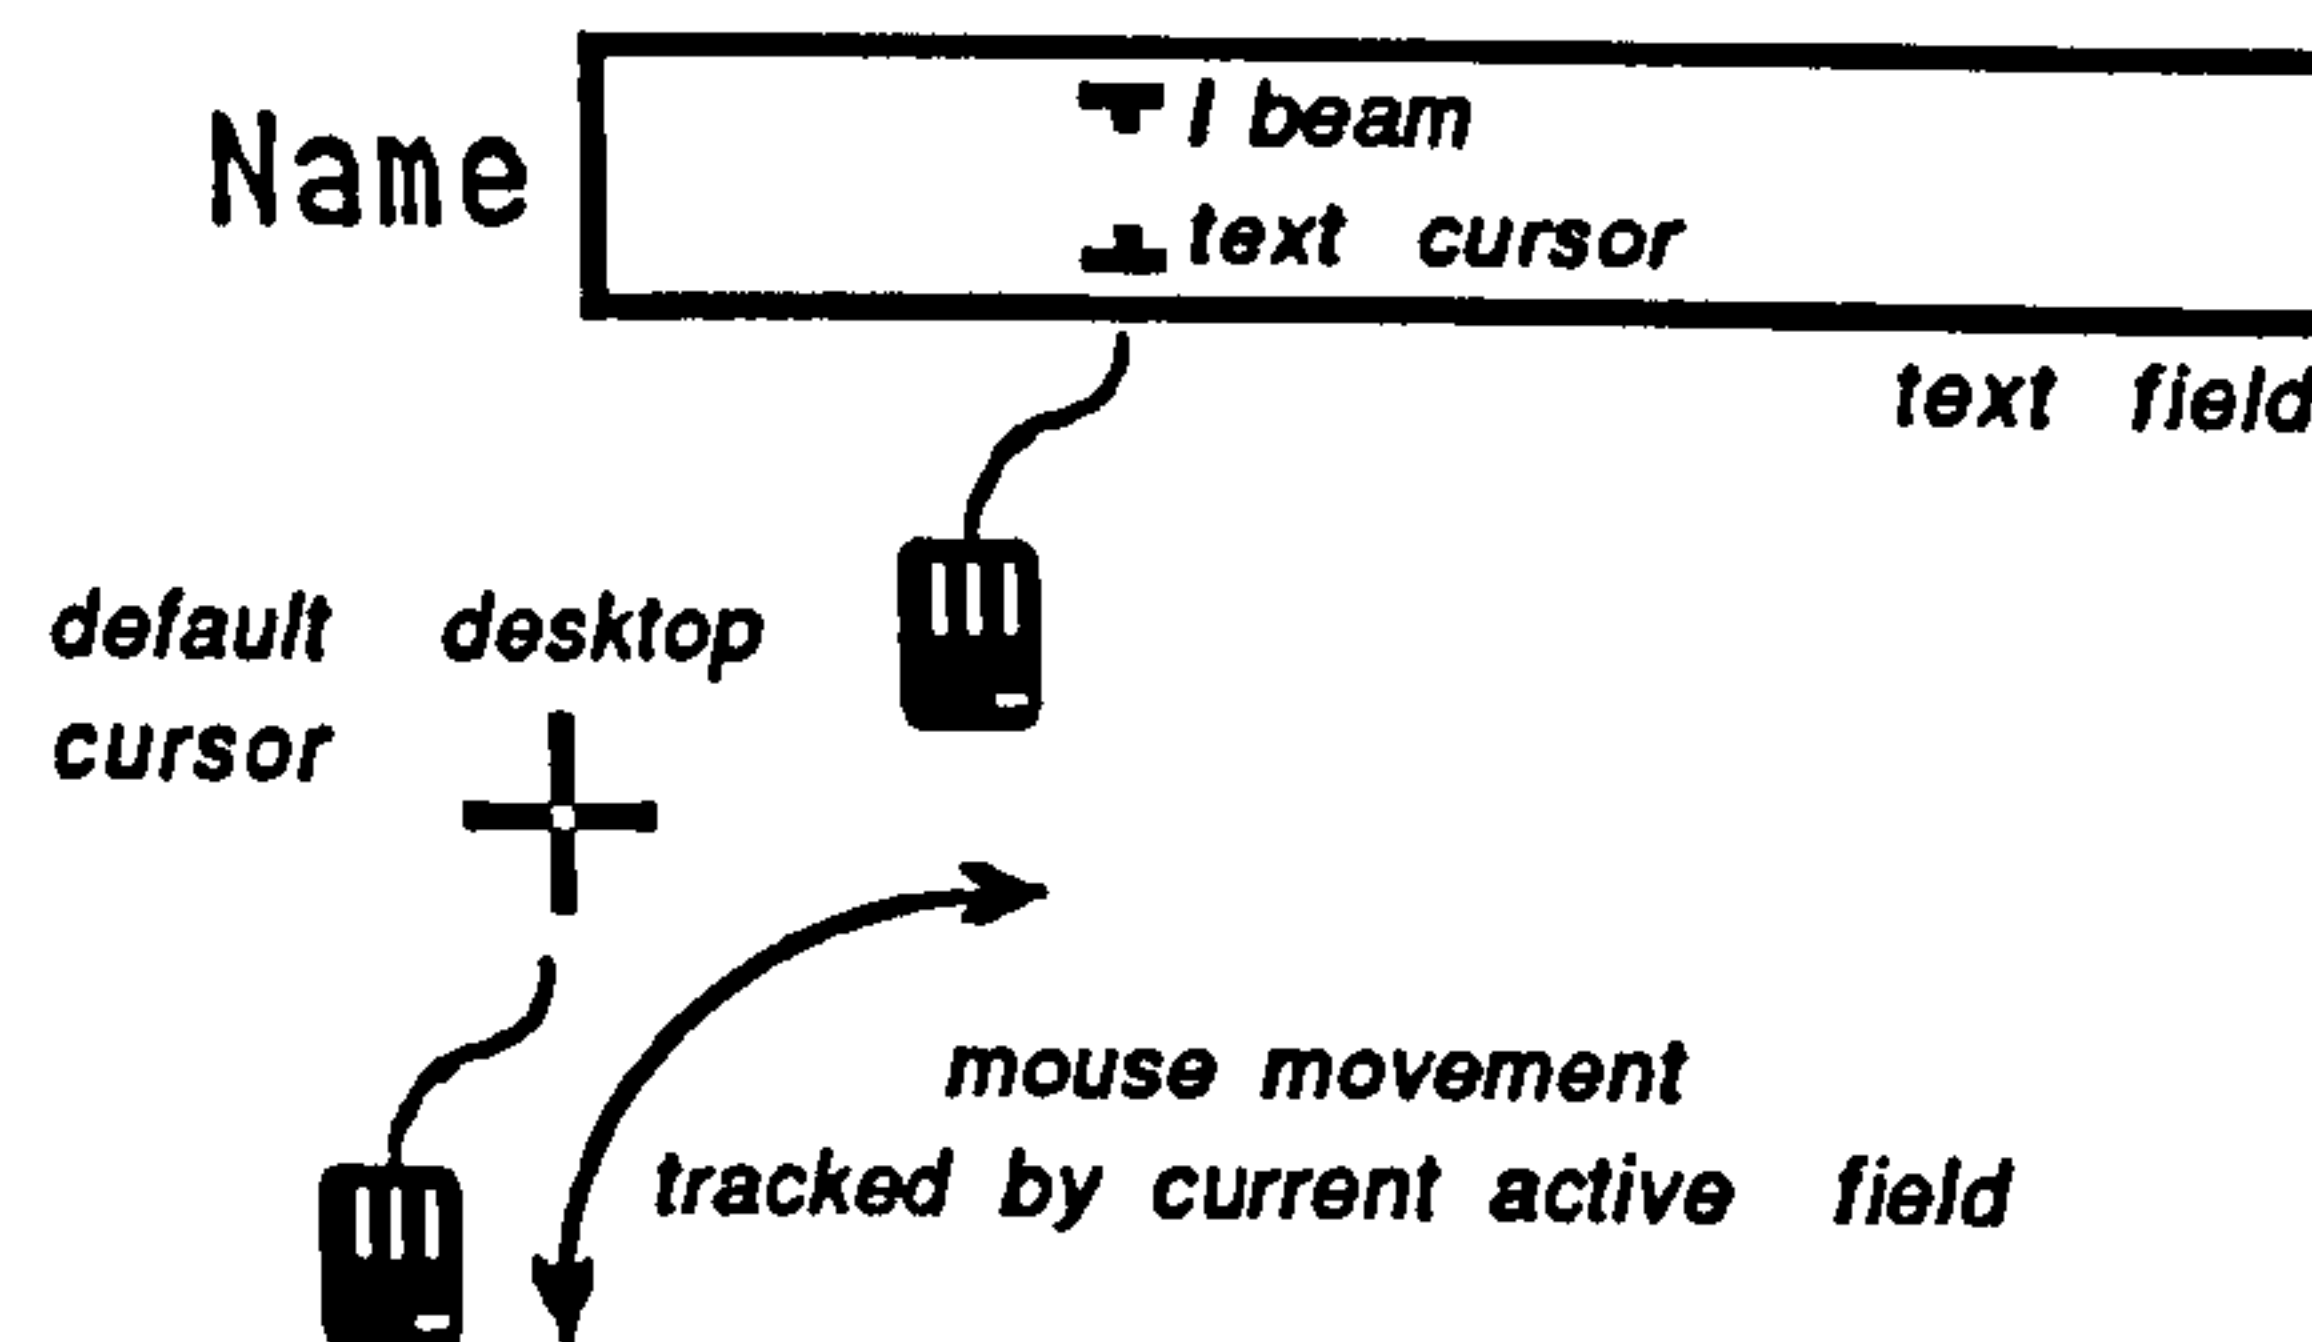 Name
I beam
text cursor
text field
default desktop
cursor
mouse movement
tracked by current active field